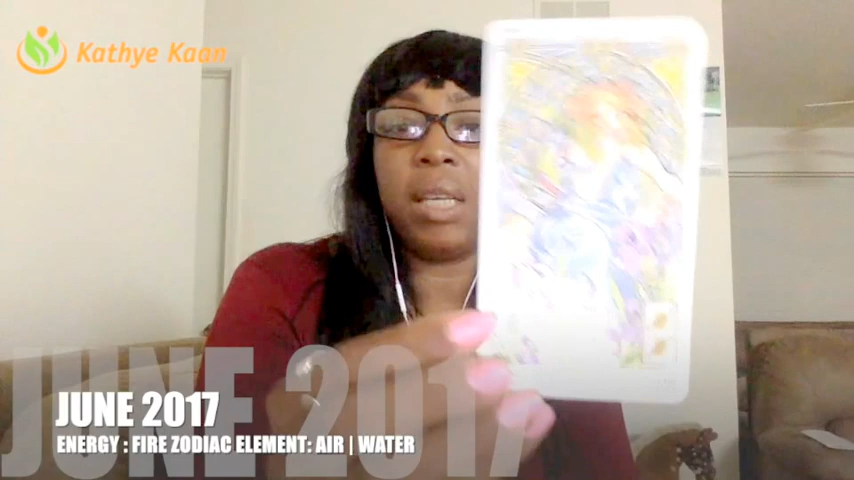 Kathye Kaan
JUNE 2017
JUNE 2017
ENERGY : FIRE ZODIAC ELEMENT: AIR | WATER